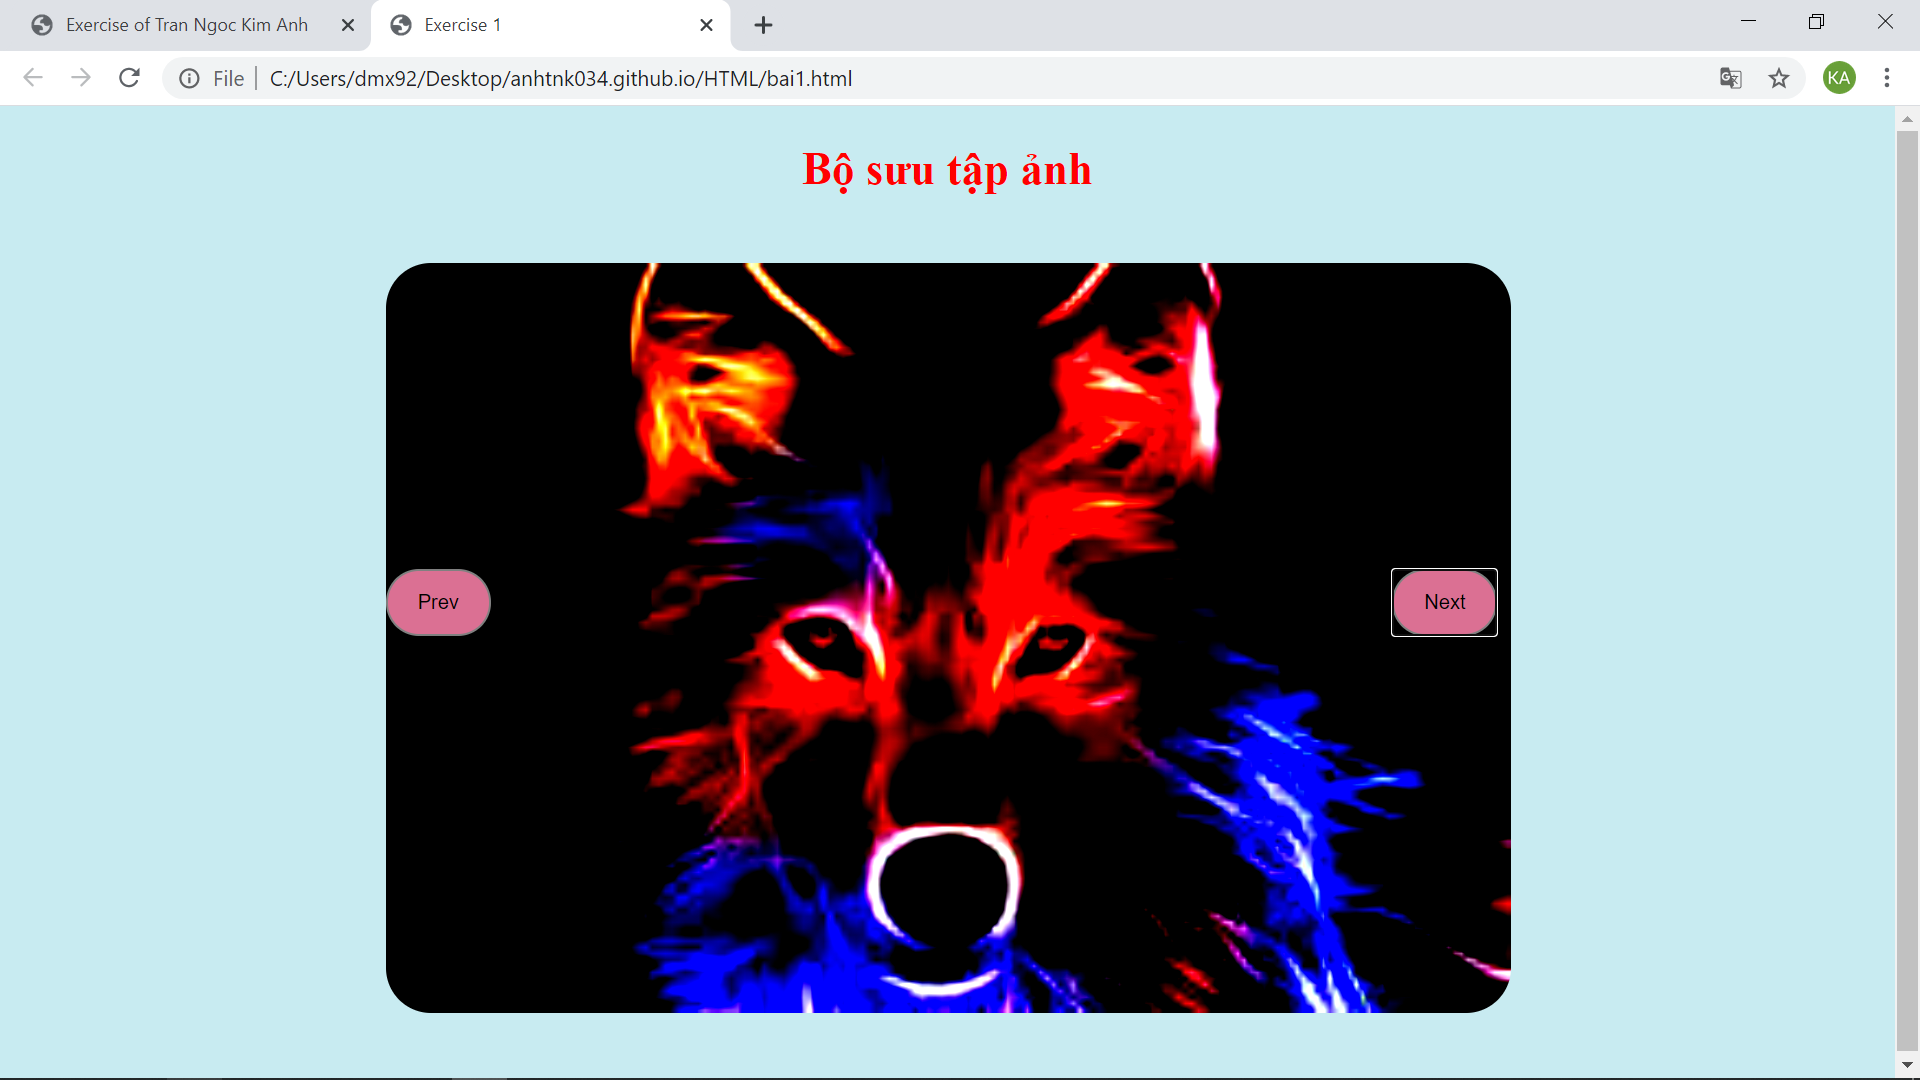 Exercise of Tran Ngoc Kim Anh
Exercise 1
File
C:/Users/dmx92/Desktop/anhtnk034.github.io/HTML/bai1.html
KA
Bộ sưu tập ảnh
Prev
Next